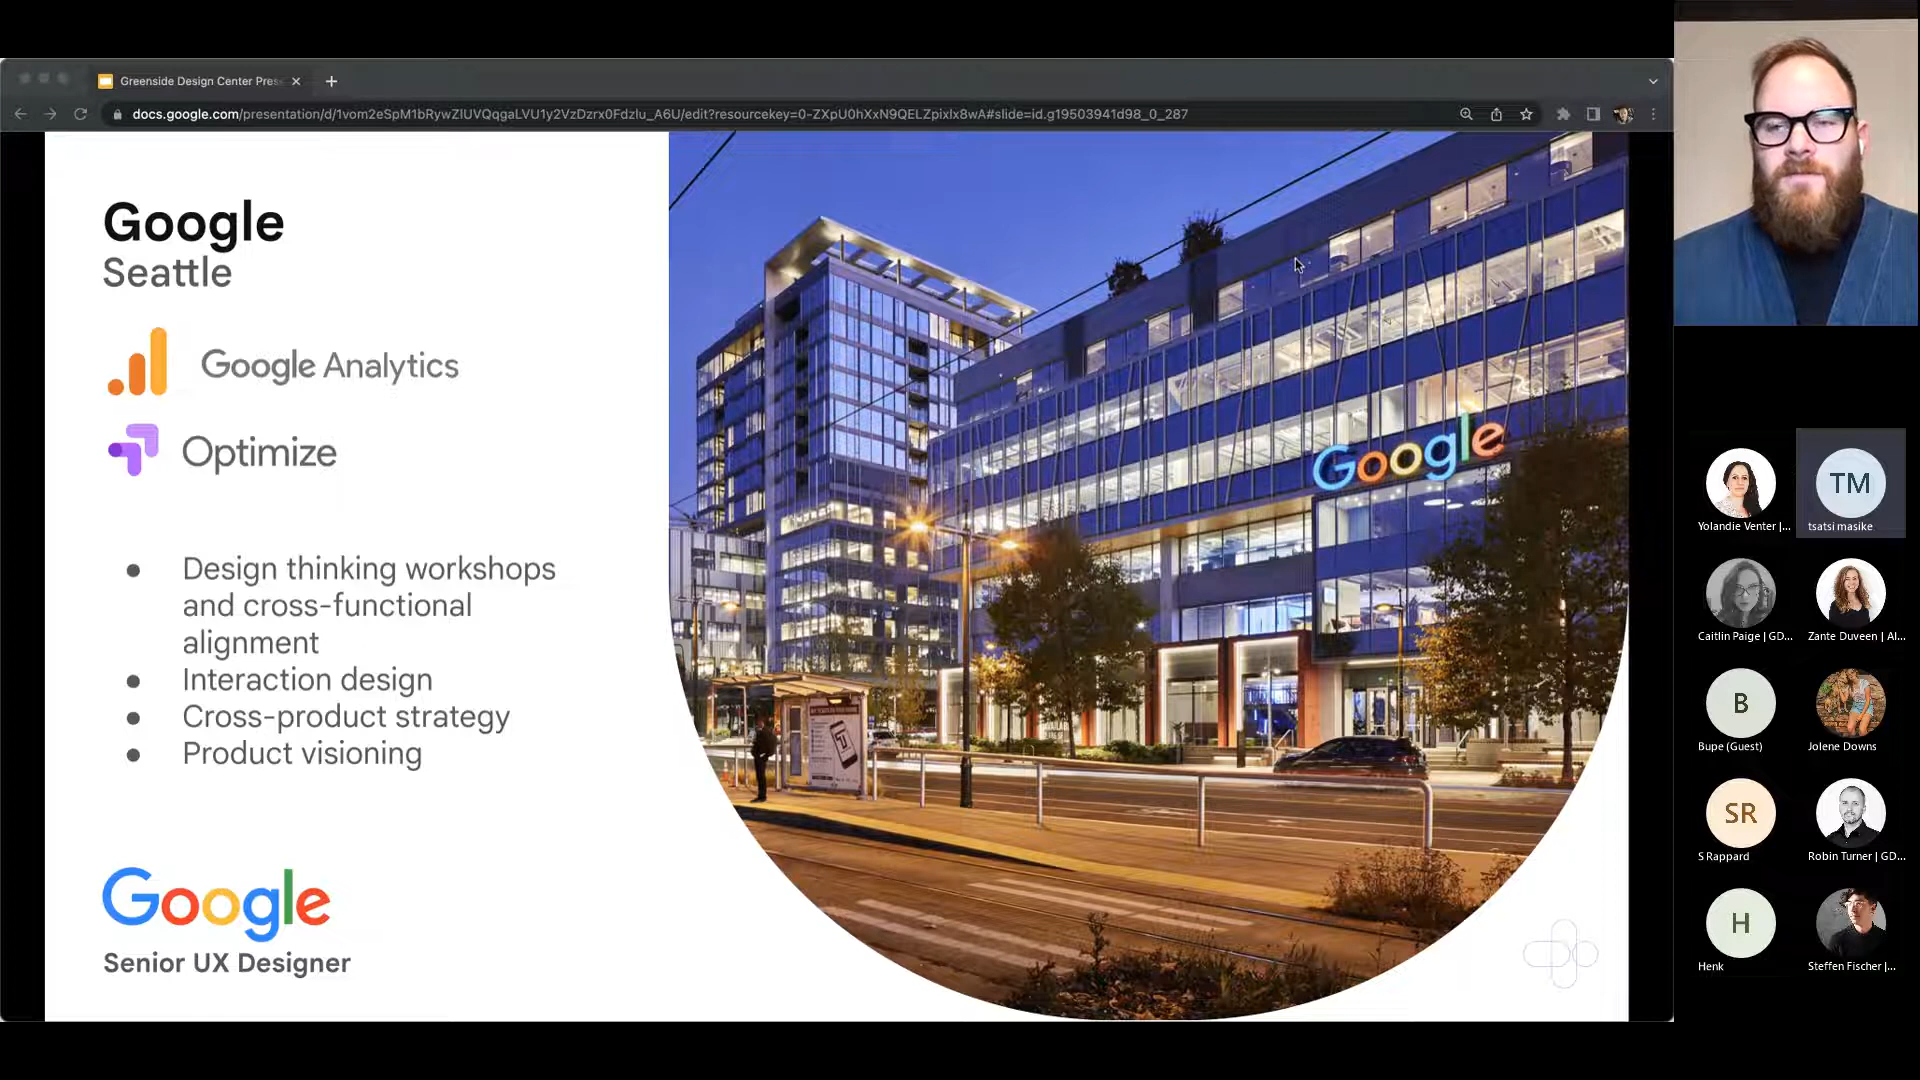 Greenside Design Center Pres
docs.google.com/presentation/d/1vom2eSpM1bRywZIUVQqgaLVU1y2VzDzrx0Fdzlu_A6U/edit?resourcekey=0-ZXpU0hXxN9QELZpixlx8wA#slide=id.g19503941d98_0_287
Google
Seattle
Google Analytics
Optimize
● Design thinking workshops
and cross-functional
alignment
● Interaction design
● Cross-product strategy
● Product visioning
Google
Senior UX Designer
Google
Yolandie Venter |...
TM
tsatsi masike
Caitlin Paige | GD...
Zante Duveen | Al...
B
Bupe (Guest)
Jolene Downs
SR
S Rappard
Robin Turner | GD...
H
Henk
Steffen Fischer |...